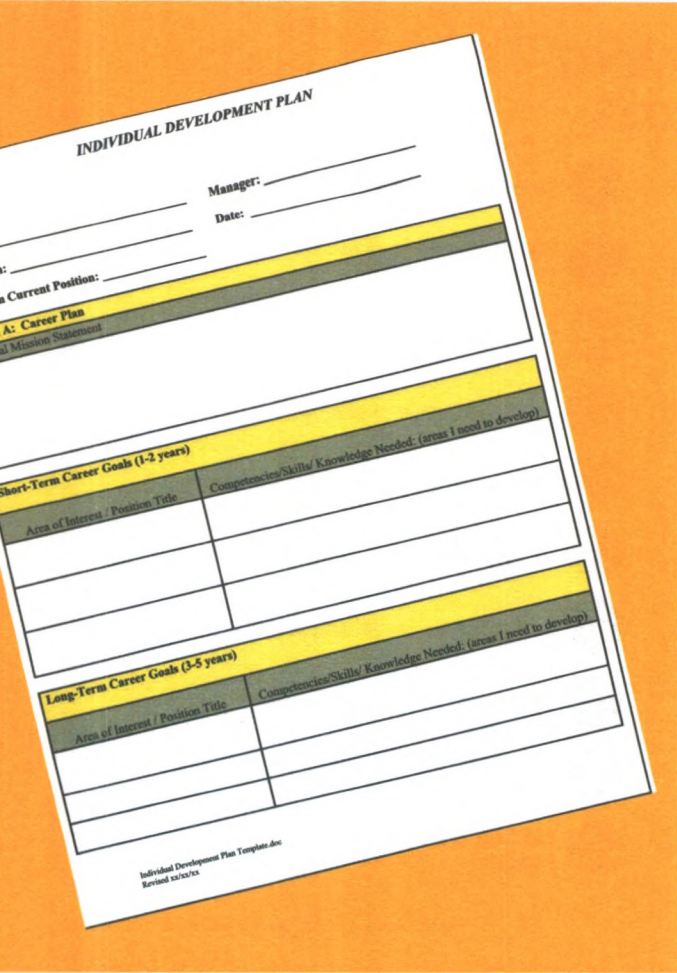 INDIVIDUAL DEVELOPMENT PLAN
Manager:
Date:
Current Position:
A: Career Plan
Mission Statement
Short-Term Career Goals (1-2 years)
Area of Interest / Position Title
Competencies/Skills/ Knowledge Needed: (areas I need to develop)
Long-Term Career Goals (3-5 years)
Area of Interest / Position Title
Competencies/Skills/ Knowledge Needed: (areas I need to develop)
Individual Development Plan Template.doc
Revised xx/xx/xx